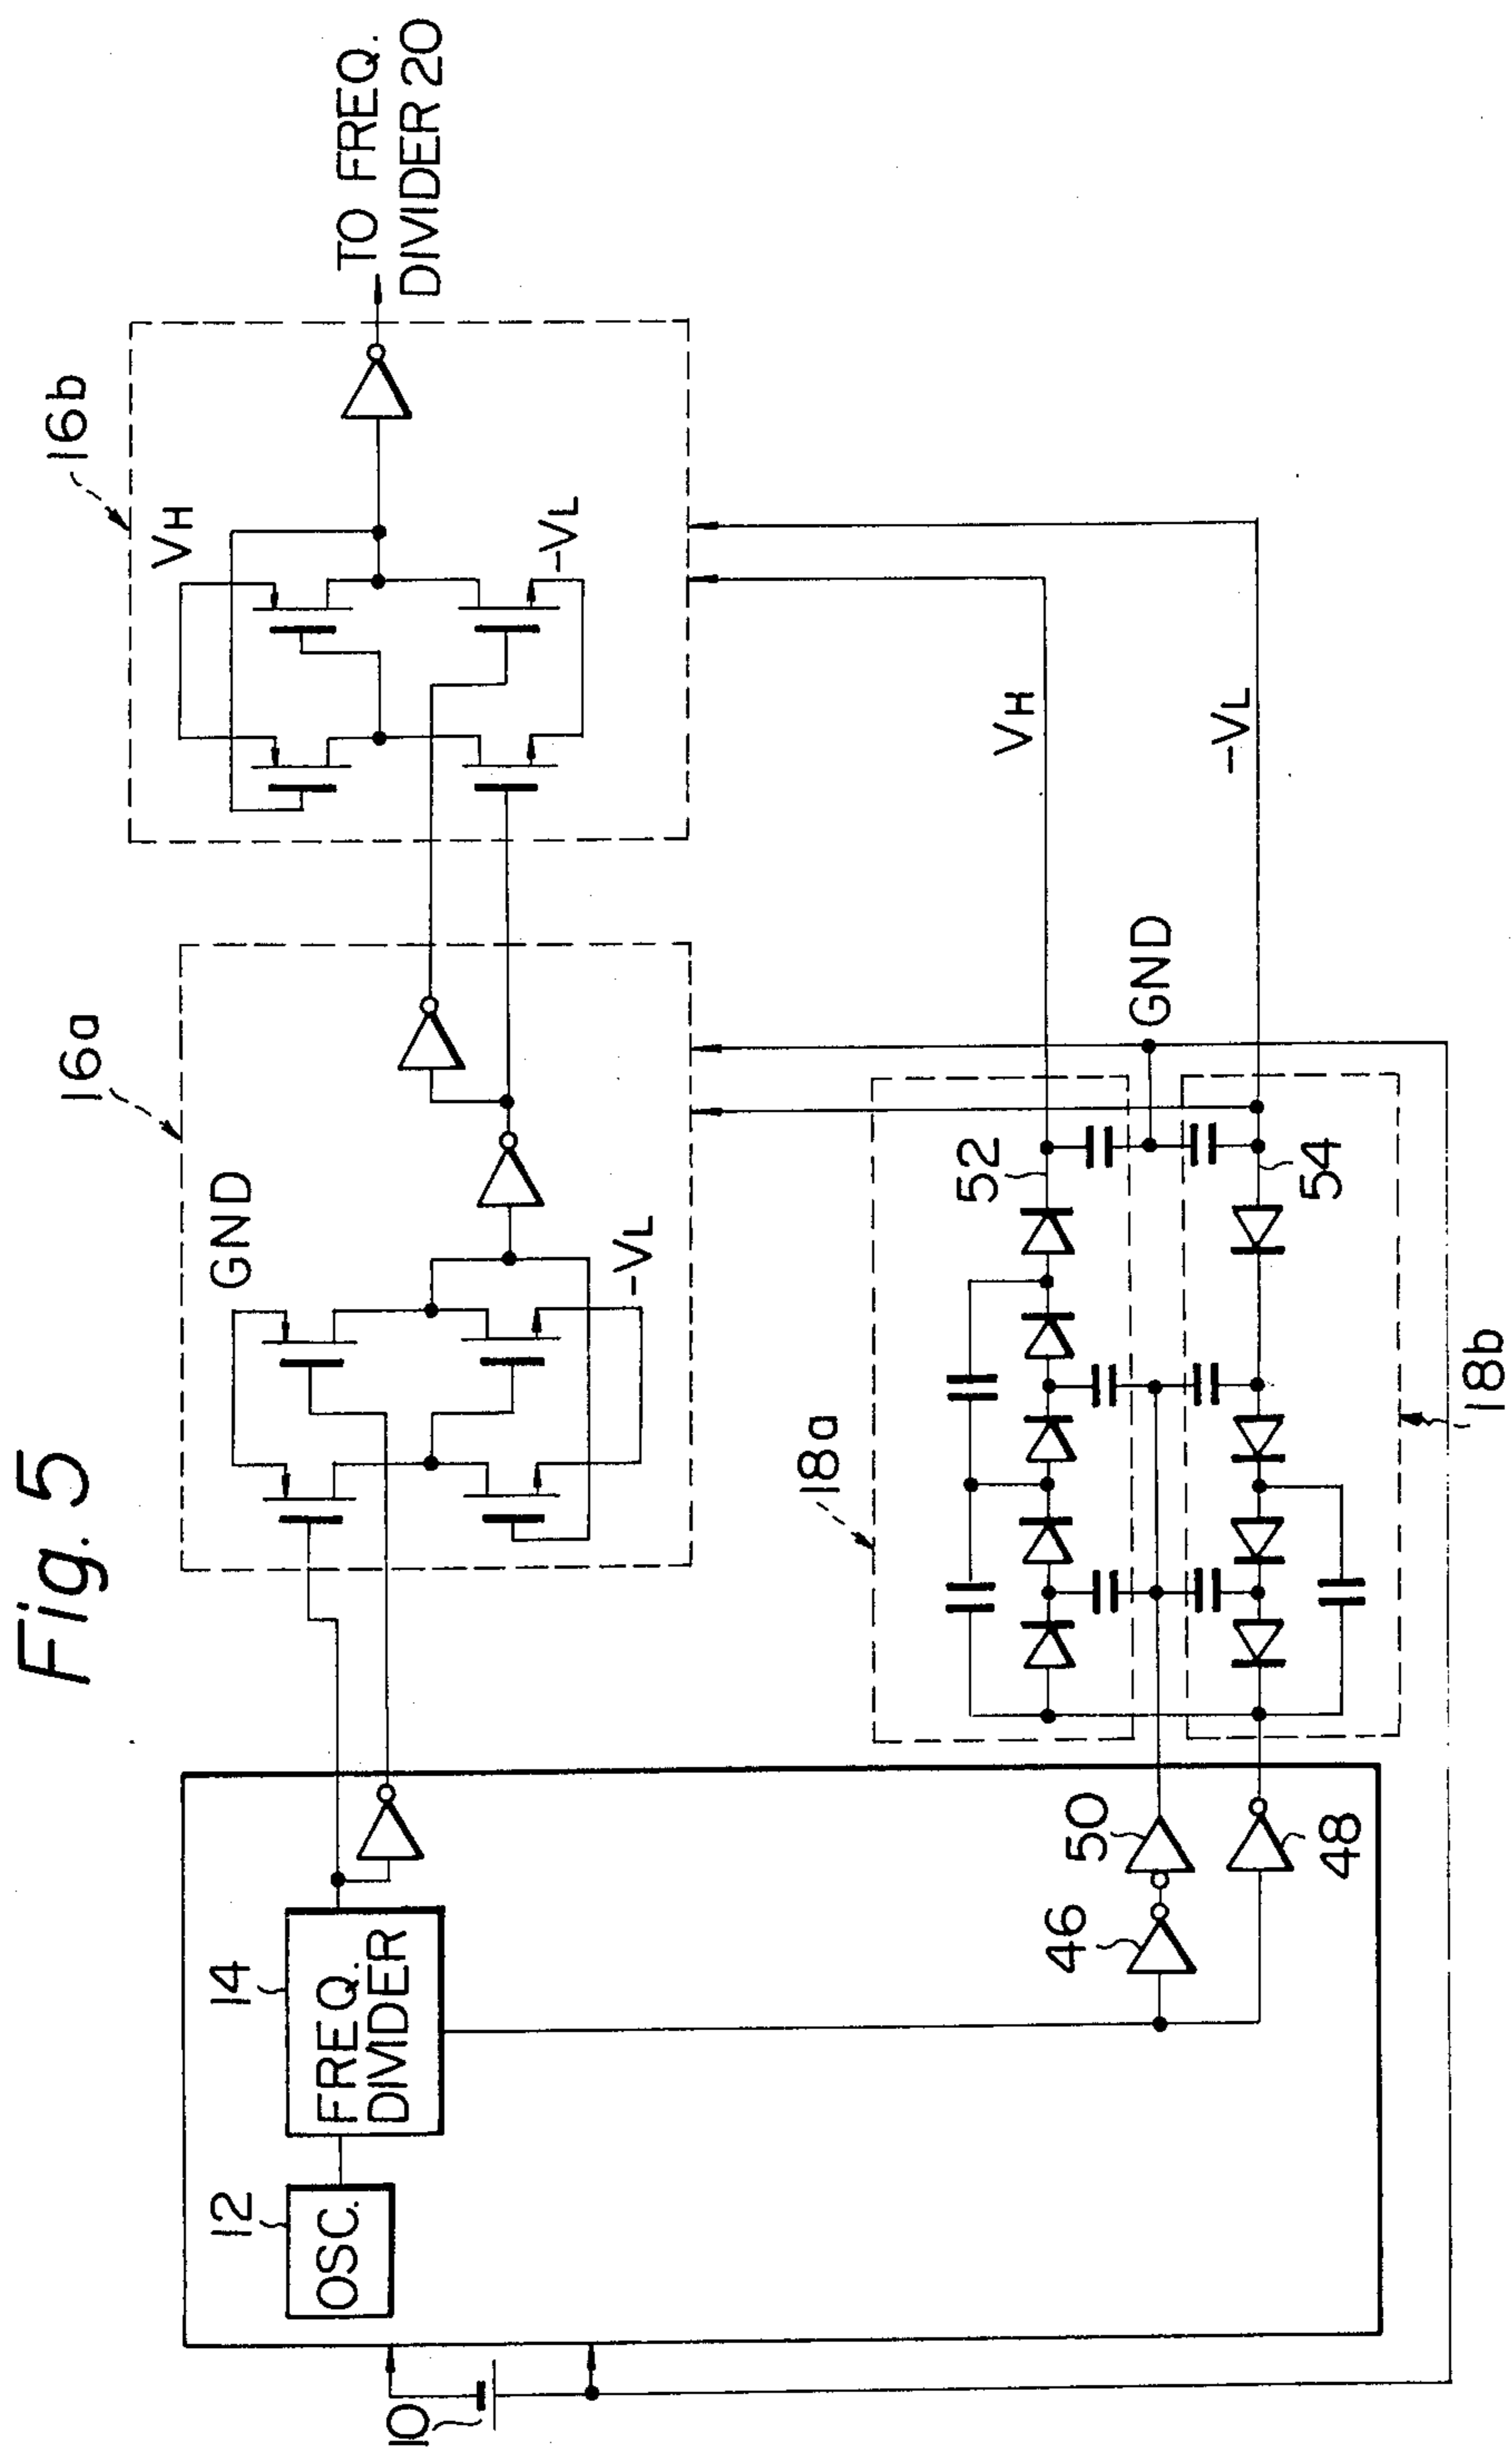 Fig. 5
16a
16b
GND
-VL
VH
-VL
TO FREQ.
DIVIDER 20
12
OSC.
14
FREQ.
DIVIDER
10
46
50
48
18a
52
VH
GND
54
-VL
18b